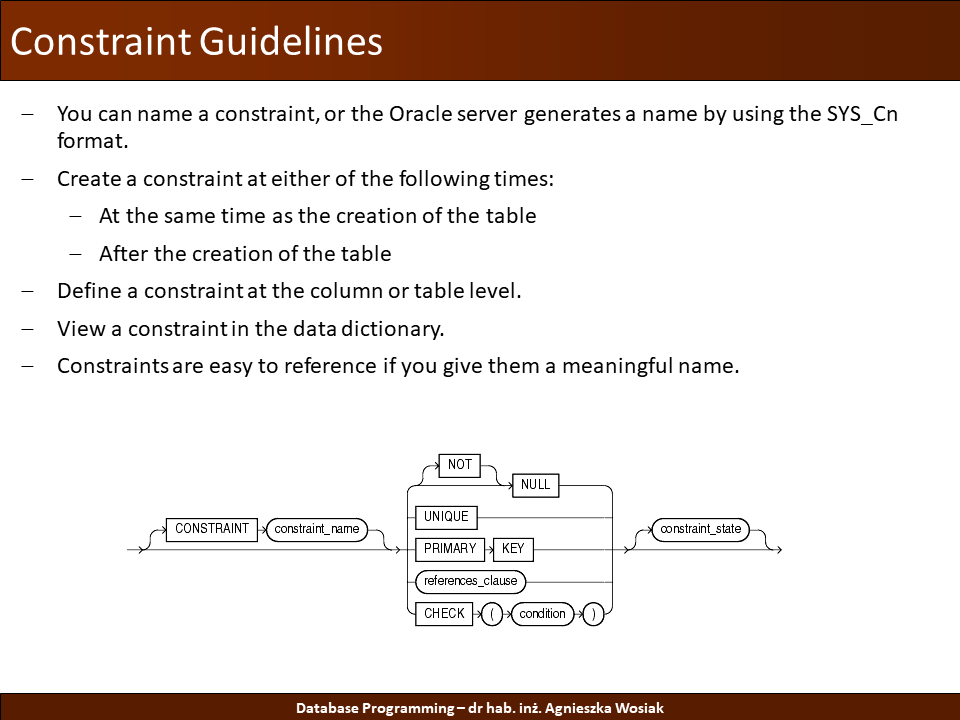 Constraint Guidelines
– You can name a constraint, or the Oracle server generates a name by using the SYS_Cn
format.
– Create a constraint at either of the following times:
– At the same time as the creation of the table
– After the creation of the table
– Define a constraint at the column or table level.
– View a constraint in the data dictionary.
– Constraints are easy to reference if you give them a meaningful name.
NOT
NULL
UNIQUE
CONSTRAINT constraint_name
constraint_state
PRIMARY KEY
references_clause
CHECK ( condition )
Database Programming – dr hab. inż. Agnieszka Wosiak